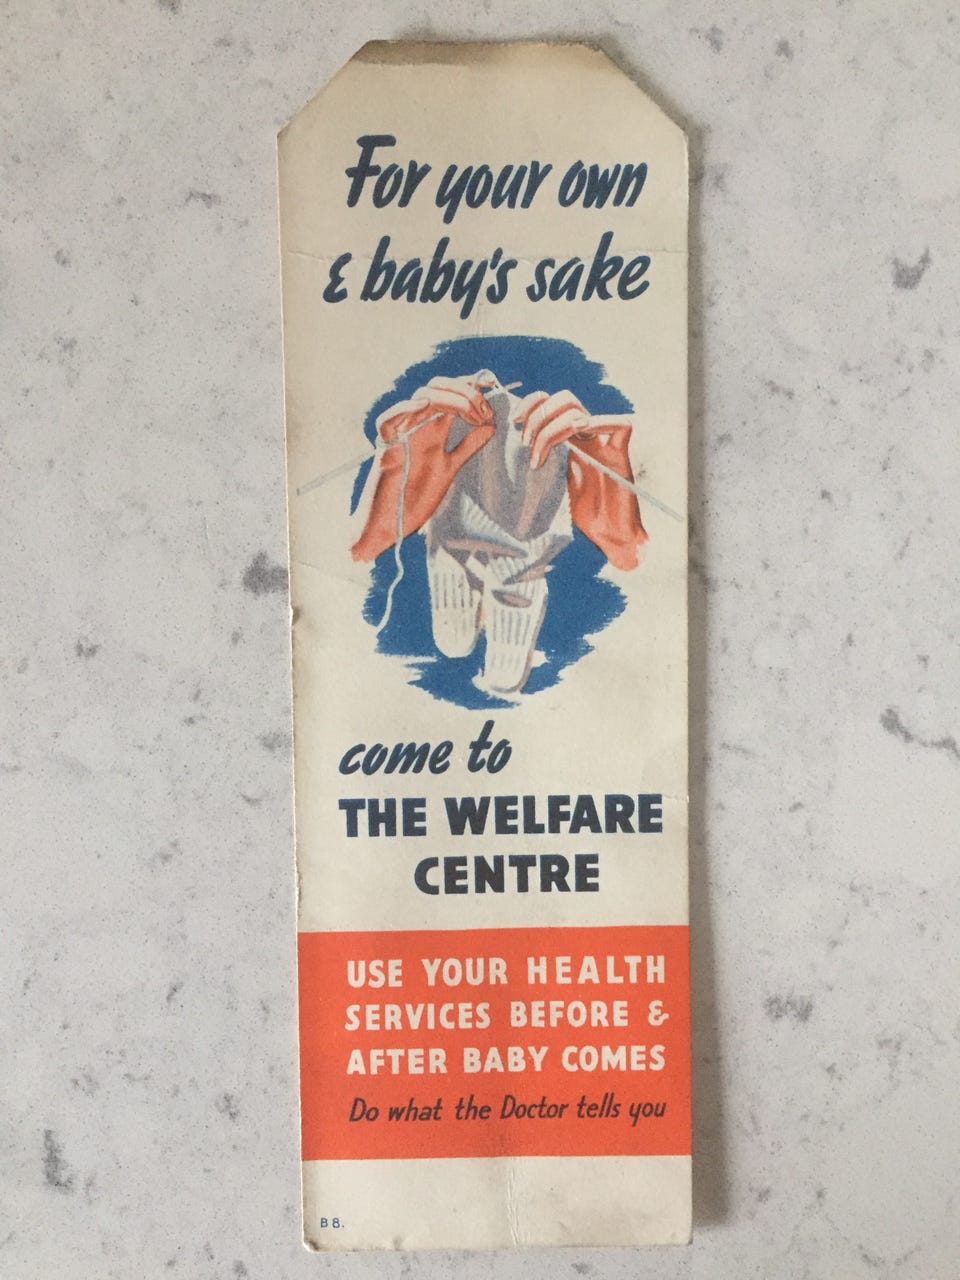 For your own
& baby's sake
come to
THE WELFARE
CENTRE
USE YOUR HEALTH
SERVICES BEFORE &
AFTER BABY COMES
Do what the Doctor tells you
B 8.